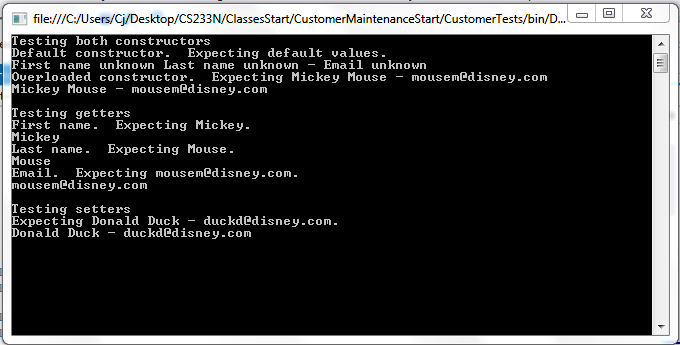 file:///C:/Users/Cj/Desktop/CS233N/ClassesStart/CustomerMaintenanceStart/CustomerTests/bin/D...
Testing both constructors
Default constructor.  Expecting default values.
First name unknown Last name unknown - Email unknown
Overloaded constructor.  Expecting Mickey Mouse - mousem@disney.com
Mickey Mouse - mousem@disney.com
Testing getters
First name.  Expecting Mickey.
Mickey
Last name.  Expecting Mouse.
Mouse
Email.  Expecting mousem@disney.com.
mousem@disney.com
Testing setters
Expecting Donald Duck - duckd@disney.com.
Donald Duck - duckd@disney.com